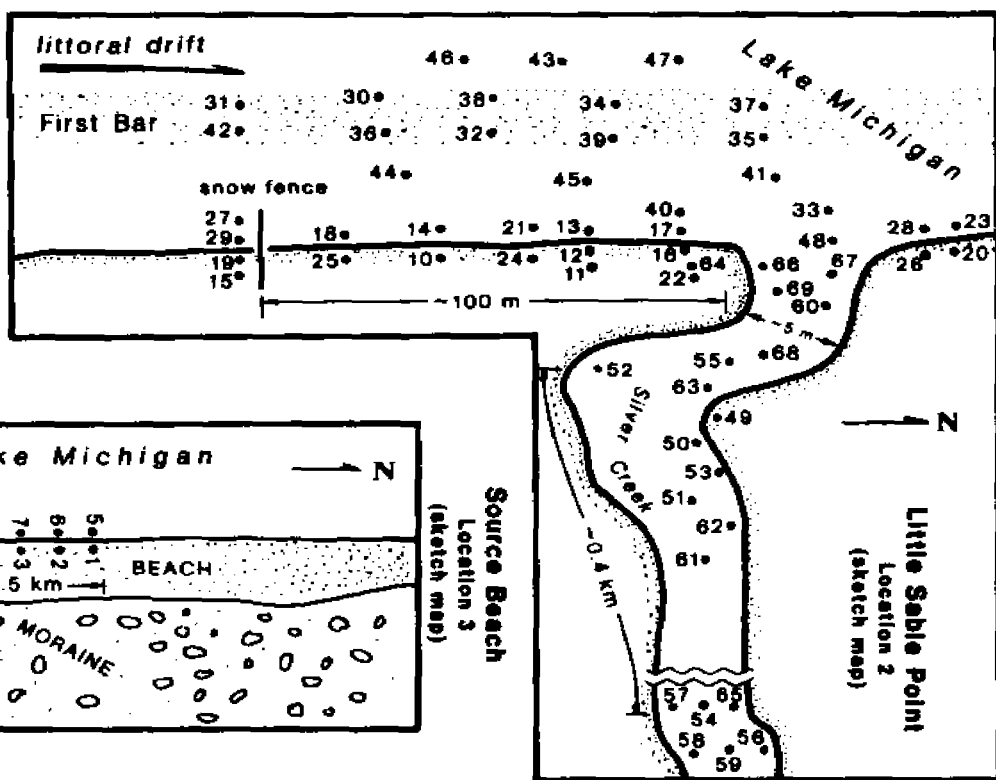 littoral drift
46 43 47
Lake Michigan
31 30 38 34 37
First Bar
42 36 32 39 35
44 45 41
snow fence
27 40 33
29 18 14 21 13 17 48 28 23
19 25 10 24 12 16 64 66 67 26 20
15 11 22 69
~100 m
60
~5 m
52 55 68
63
Silver Creek
49
N
50
53
51
62
61
~0.4 km
Little Sable Point
Location 2
(sketch map)
57 65
54
58 59 56
ke Michigan
N
7 6 5
3 2 1
5 km
BEACH
MORAINE
Source Beach
Location 3
(sketch map)